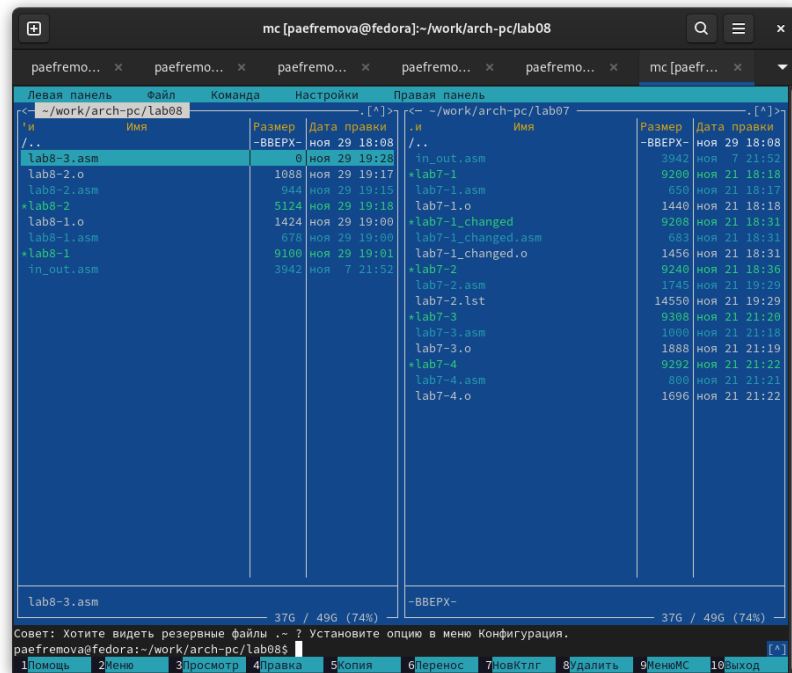 mc [paefremova@fedora]:~/work/arch-pc/lab08
paefremo... × paefremo... × paefremo... × paefremo... × paefremo... × mc [paefr... ×
Левая панель Файл Команда Настройки Правая панель
<— ~/work/arch-pc/lab08 .[^]> <— ~/work/arch-pc/lab07 .[^]>
'и Имя Размер Дата правки .и Имя Размер Дата правки
/.. -ВВЕРХ- ноя 29 18:08 /.. -ВВЕРХ- ноя 29 18:08
lab8-3.asm 0 ноя 29 19:28 in_out.asm 3942 ноя 7 21:52
lab8-2.o 1088 ноя 29 19:17 *lab7-1 9200 ноя 21 18:18
lab8-2.asm 944 ноя 29 19:15 lab7-1.asm 650 ноя 21 18:17
*lab8-2 5124 ноя 29 19:18 lab7-1.o 1440 ноя 21 18:18
lab8-1.o 1424 ноя 29 19:00 *lab7-1_changed 9208 ноя 21 18:31
lab8-1.asm 678 ноя 29 19:00 lab7-1_changed.asm 683 ноя 21 18:31
*lab8-1 9100 ноя 29 19:01 lab7-1_changed.o 1456 ноя 21 18:31
in_out.asm 3942 ноя 7 21:52 *lab7-2 9240 ноя 21 18:36
lab7-2.asm 1745 ноя 21 19:29
lab7-2.lst 14550 ноя 21 19:29
*lab7-3 9308 ноя 21 21:20
lab7-3.asm 1000 ноя 21 21:18
lab7-3.o 1888 ноя 21 21:19
*lab7-4 9292 ноя 21 21:22
lab7-4.asm 800 ноя 21 21:21
lab7-4.o 1696 ноя 21 21:22
lab8-3.asm -ВВЕРХ-
37G / 49G (74%) 37G / 49G (74%)
Совет: Хотите видеть резервные файлы .~ ? Установите опцию в меню Конфигурация.
paefremova@fedora:~/work/arch-pc/lab08$ [^]
1Помощь 2Меню 3Просмотр 4Правка 5Копия 6Перенос 7НовКтлг 8Удалить 9МенюMC 10Выход